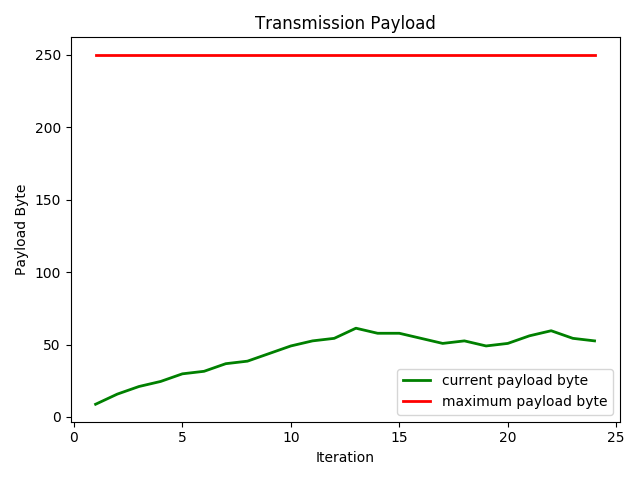 Transmission Payload
250
200
150
100
50
0
Payload Byte
0 5 10 15 20 25
Iteration
current payload byte
maximum payload byte